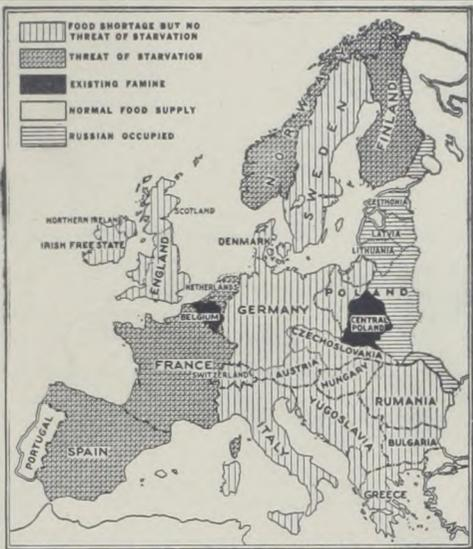 FOOD SHORTAGE BUT NO
THREAT OF STARVATION
THREAT OF STARVATION
EXISTING FAMINE
NORMAL FOOD SUPPLY
RUSSIAN OCCUPIED
NORWAY
SWEDEN
FINLAND
ESTHONIA
LATVIA
LITHUANIA
SCOTLAND
NORTHERN IRELAND
IRISH FREE STATE
ENGLAND
DENMARK
NETHERLANDS
BELGIUM
GERMANY
POLAND
CENTRAL
POLAND
CZECHOSLOVAKIA
FRANCE
SWITZERLAND
AUSTRIA
HUNGARY
RUMANIA
YUGOSLAVIA
ITALY
BULGARIA
GREECE
PORTUGAL
SPAIN